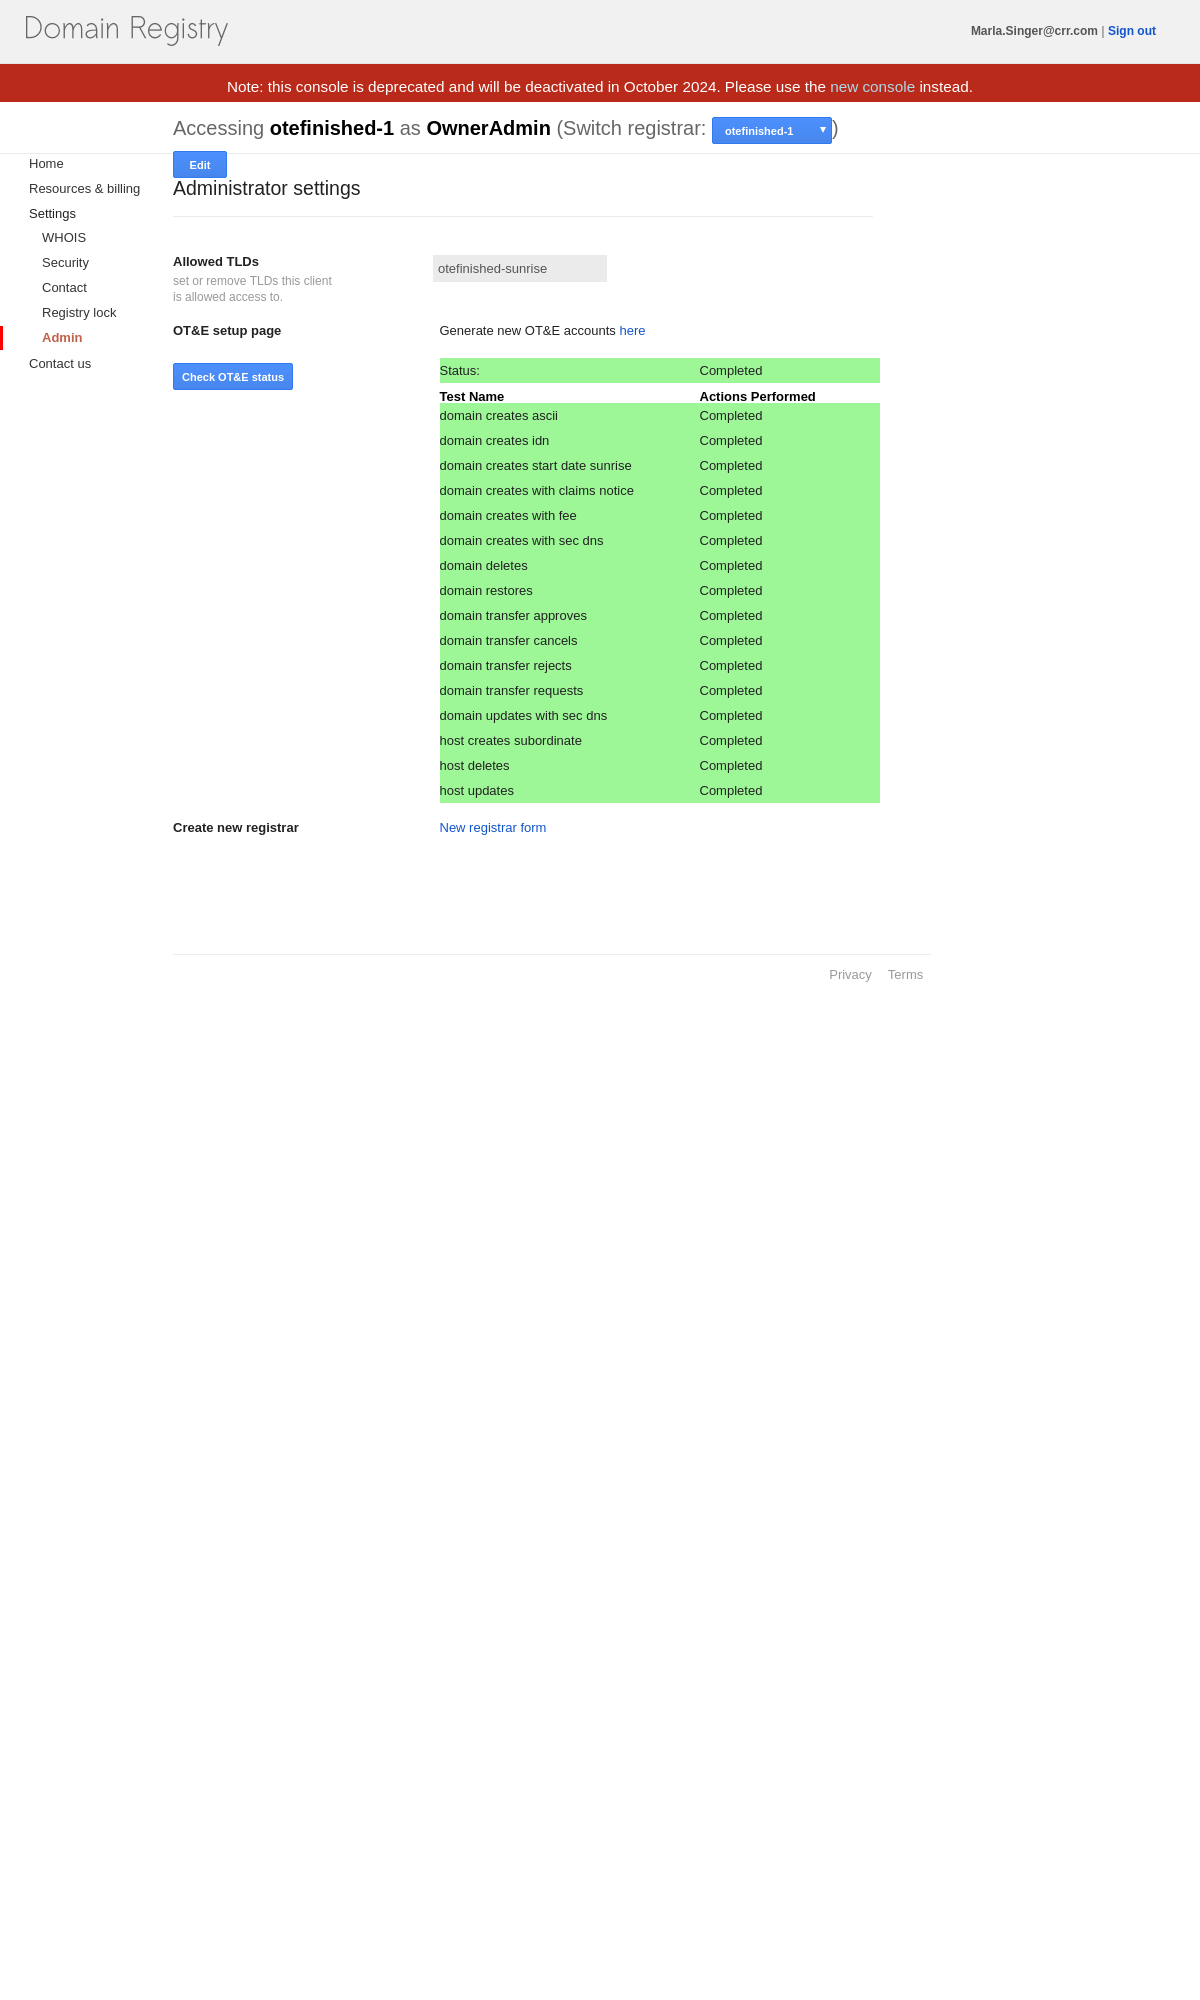 Domain Registry
Marla.Singer@crr.com | Sign out
Note: this console is deprecated and will be deactivated in October 2024. Please use the new console instead.
Accessing otefinished-1 as OwnerAdmin (Switch registrar: otefinished-1 ▼)
Edit
Home
Resources & billing
Settings
WHOIS
Security
Contact
Registry lock
Admin
Contact us
Administrator settings
Allowed TLDs
set or remove TLDs this client
is allowed access to.
otefinished-sunrise
OT&E setup page
Generate new OT&E accounts here
Check OT&E status
Status: Completed
Test Name Actions Performed
domain creates ascii Completed
domain creates idn Completed
domain creates start date sunrise Completed
domain creates with claims notice Completed
domain creates with fee Completed
domain creates with sec dns Completed
domain deletes Completed
domain restores Completed
domain transfer approves Completed
domain transfer cancels Completed
domain transfer rejects Completed
domain transfer requests Completed
domain updates with sec dns Completed
host creates subordinate Completed
host deletes Completed
host updates Completed
Create new registrar
New registrar form
Privacy Terms